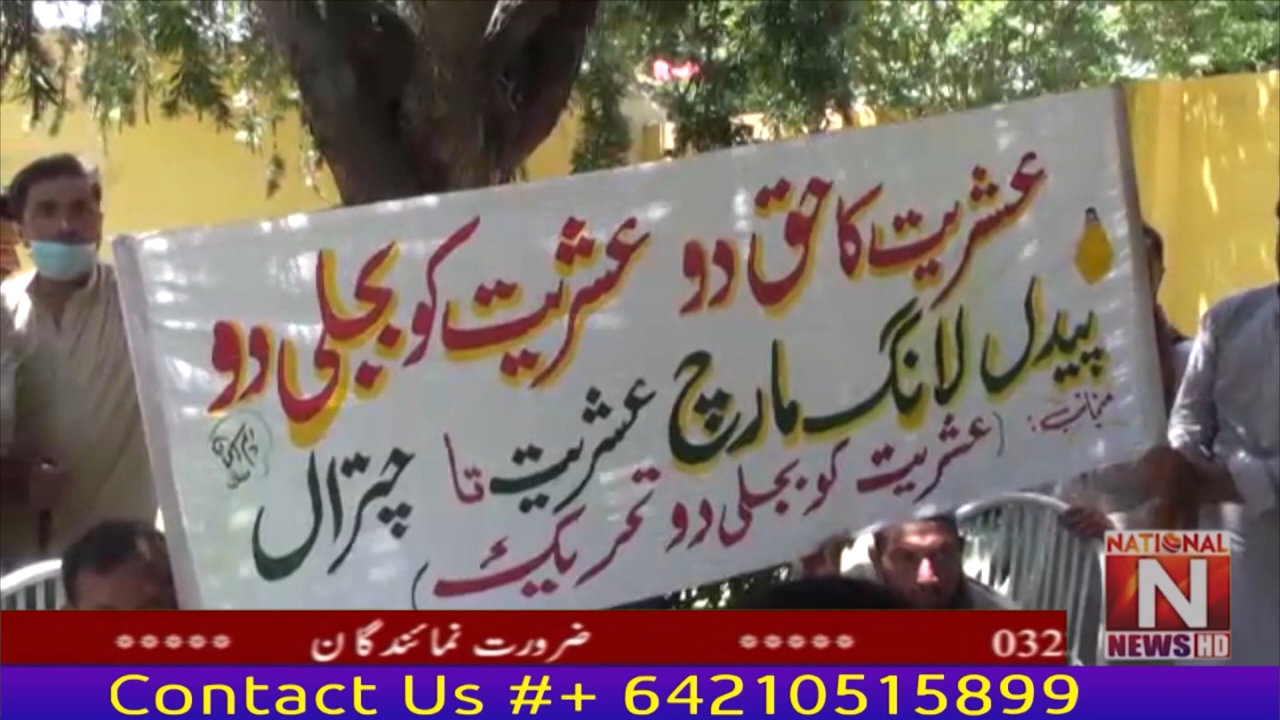 عشریت کا حق دو عشریت کو بجلی دو
پیدل لانگ مارچ عشریت تا چترال
منجانب: (عشریت کو بجلی دو تحریک)
NATIONAL
N
NEWS HD
***** ضرورت نمائندگان ***** 032
Contact Us #+ 64210515899